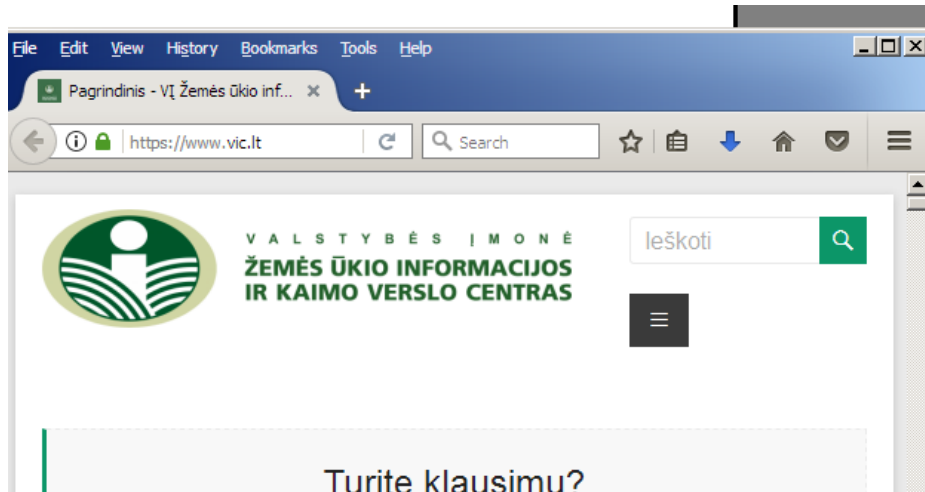 File Edit View History Bookmarks Tools Help
Pagrindinis - VĮ Žemės ūkio inf...
https://www.vic.lt
Search
VALSTYBĖS ĮMONĖ
ŽEMĖS ŪKIO INFORMACIJOS
IR KAIMO VERSLO CENTRAS
Ieškoti
Turite klausimų?